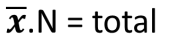 x̅.N = total